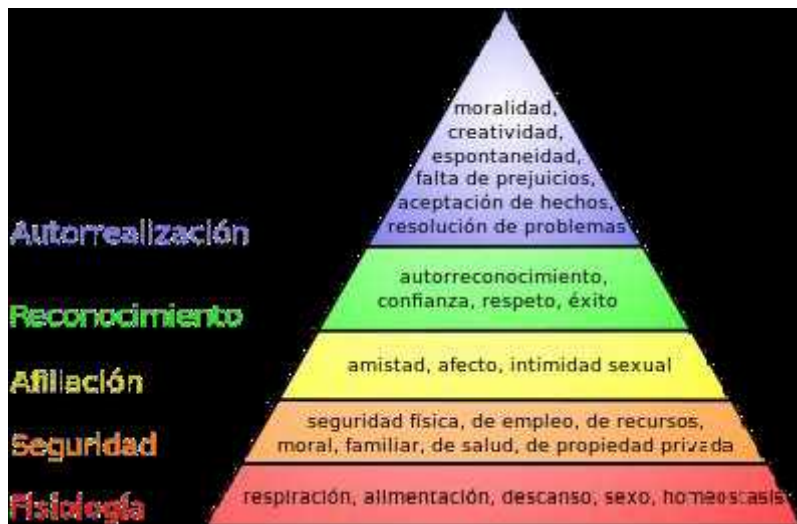 moralidad,
creatividad,
espontaneidad,
falta de prejuicios,
aceptación de hechos,
resolución de problemas
Autorrealización
autorreconocimiento,
confianza, respeto, éxito
Reconocimiento
amistad, afecto, intimidad sexual
Afiliación
seguridad física, de empleo, de recursos,
moral, familiar, de salud, de propiedad privada
Seguridad
respiración, alimentación, descanso, sexo, homeostasis
Fisiología